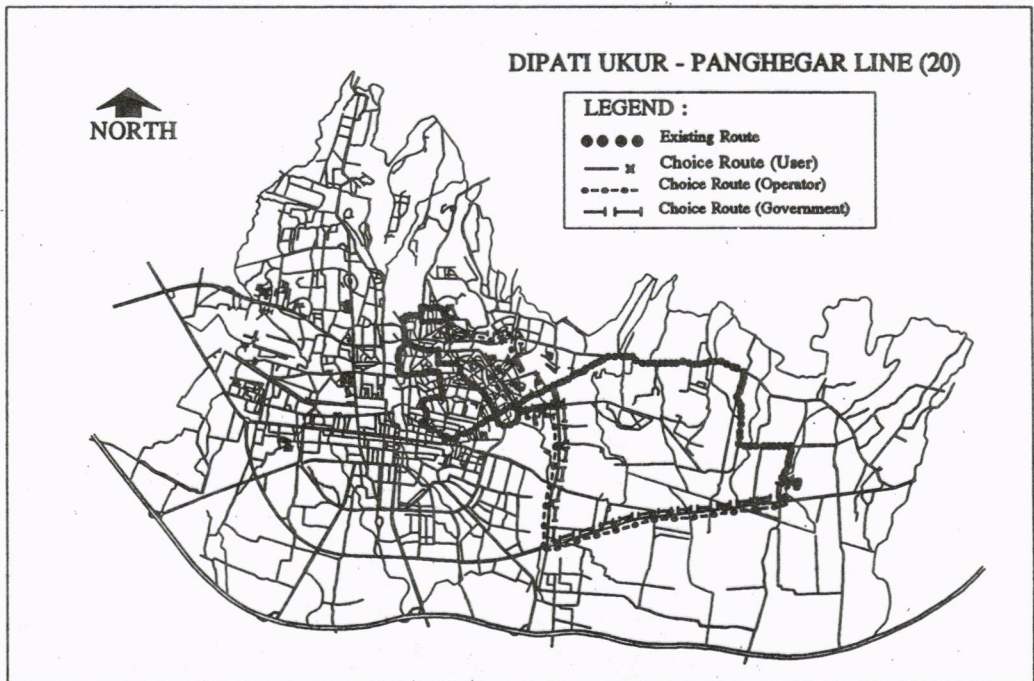 DIPATI UKUR - PANGHEGAR LINE (20)
NORTH
LEGEND :
Existing Route
Choice Route (User)
Choice Route (Operator)
Choice Route (Government)